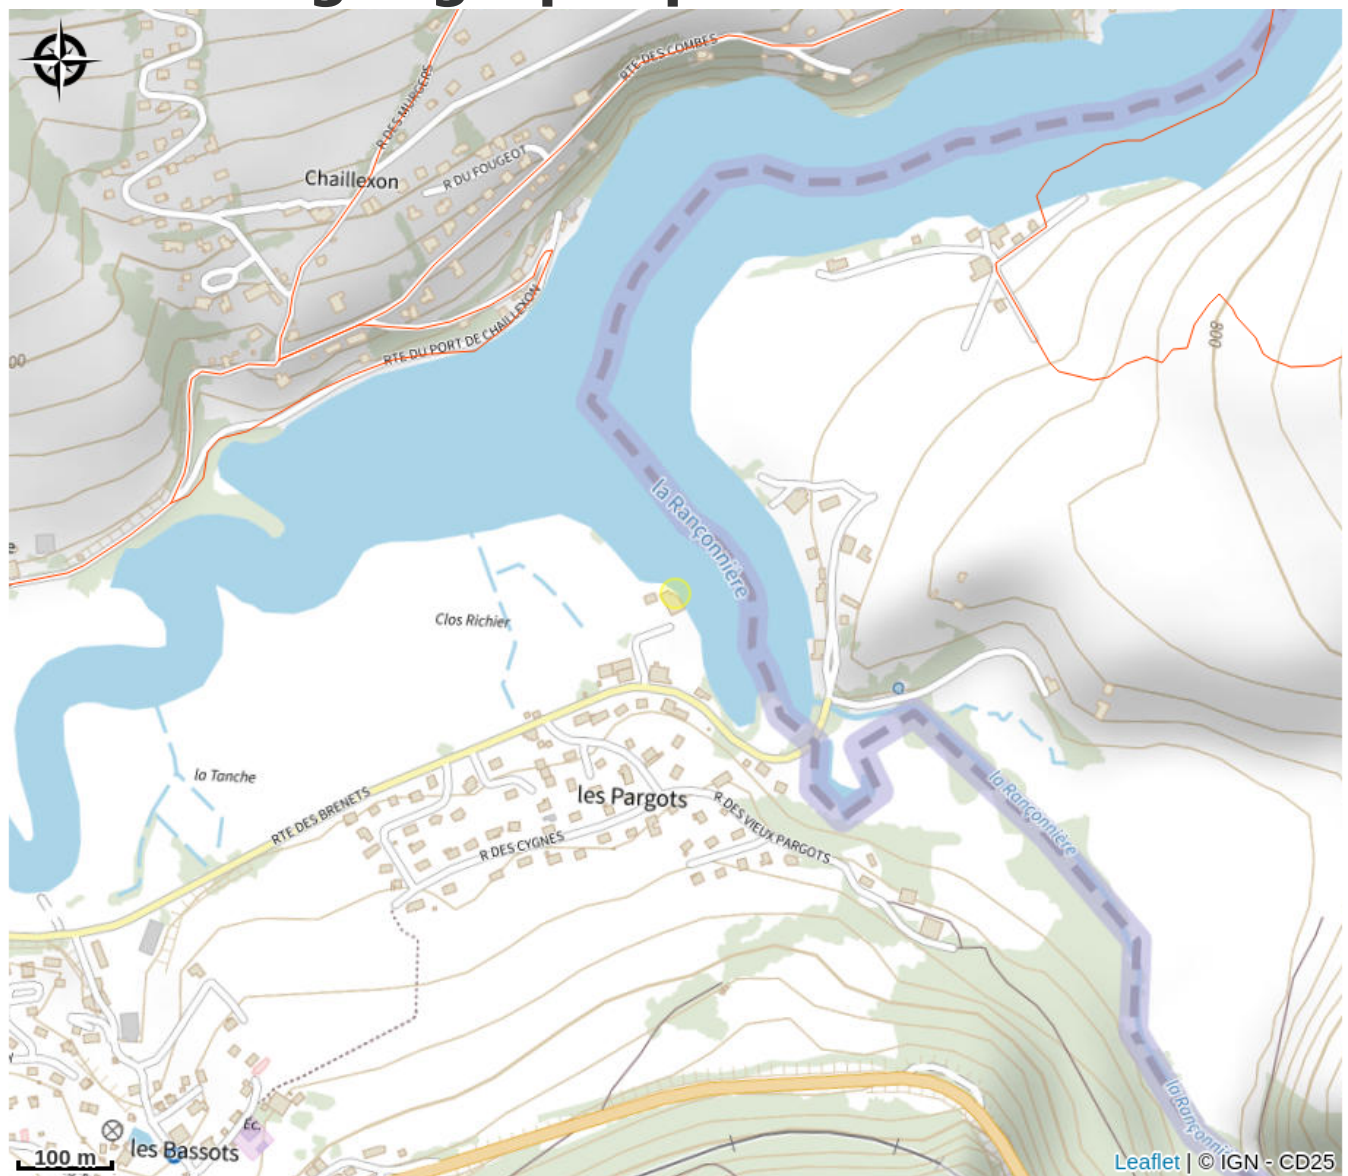 RTE DES COMBES
R DES MURGERS
Chaillexon
R DU FOUGEOT
RTE DU PORT DE CHAILLEXON
800
00
la Rançonnière
e
Clos Richier
la Tanche
les Pargots
RTE DES BRENETS
R DES CYGNES
R DES VIEUX PARGOTS
la Rançonnière
la Rançonnière
Ec.
les Bassots
100 m
Leaflet | © IGN - CD25